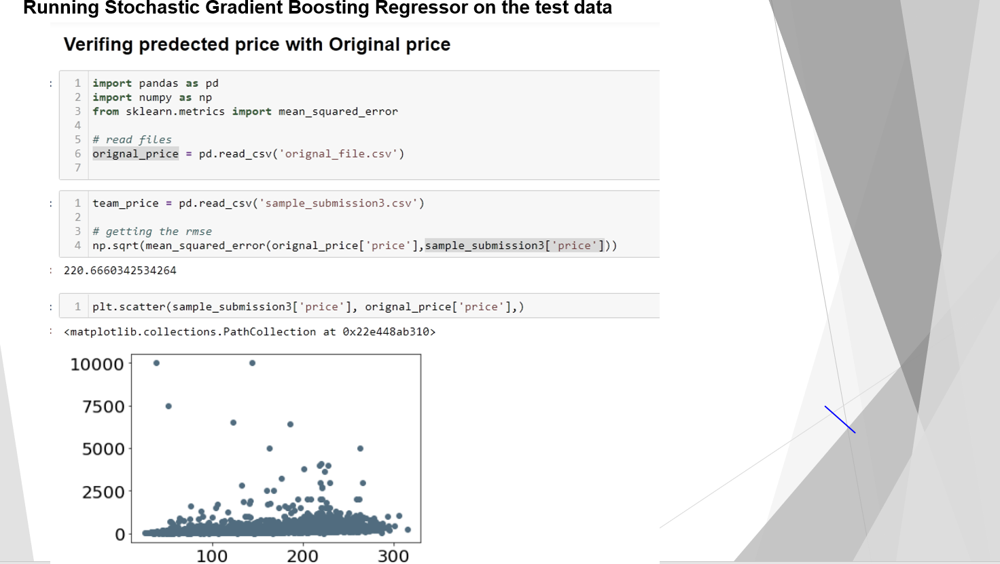 Running Stochastic Gradient Boosting Regressor on the test data
Verifing predected price with Original price
: 1 import pandas as pd
2 import numpy as np
3 from sklearn.metrics import mean_squared_error
4
5 # read files
6 orignal_price = pd.read_csv('orignal_file.csv')
7
: 1 team_price = pd.read_csv('sample_submission3.csv')
2
3 # getting the rmse
4 np.sqrt(mean_squared_error(orignal_price['price'],sample_submission3['price']))
: 220.6660342534264
: 1 plt.scatter(sample_submission3['price'], orignal_price['price'],)
: <matplotlib.collections.PathCollection at 0x22e448ab310>
10000
7500
5000
2500
0
100 200 300